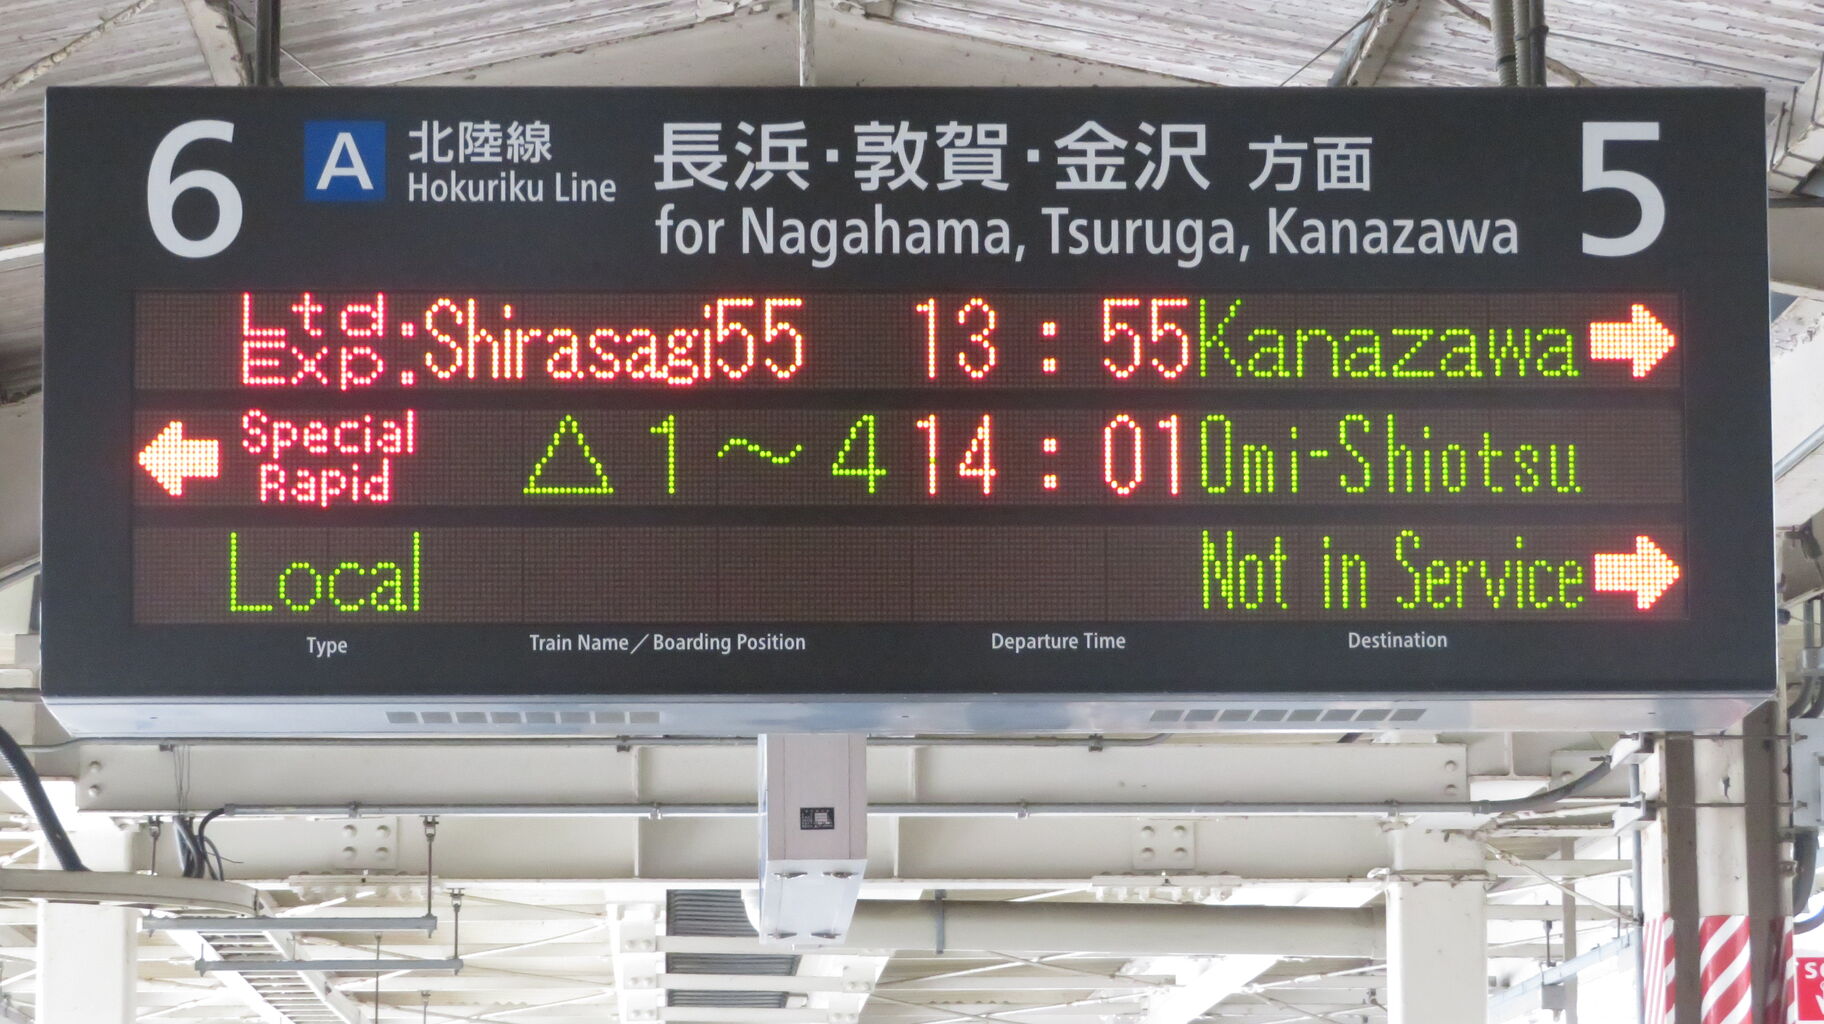 6
A 北陸線 長浜・敦賀・金沢 方面
Hokuriku Line for Nagahama, Tsuruga, Kanazawa
5
Ltd Exp: Shirasagi55 13:55 Kanazawa →
← Special Rapid △1～4 14:01 Omi-Shiotsu
Local Not in Service →
Type Train Name／Boarding Position Departure Time Destination